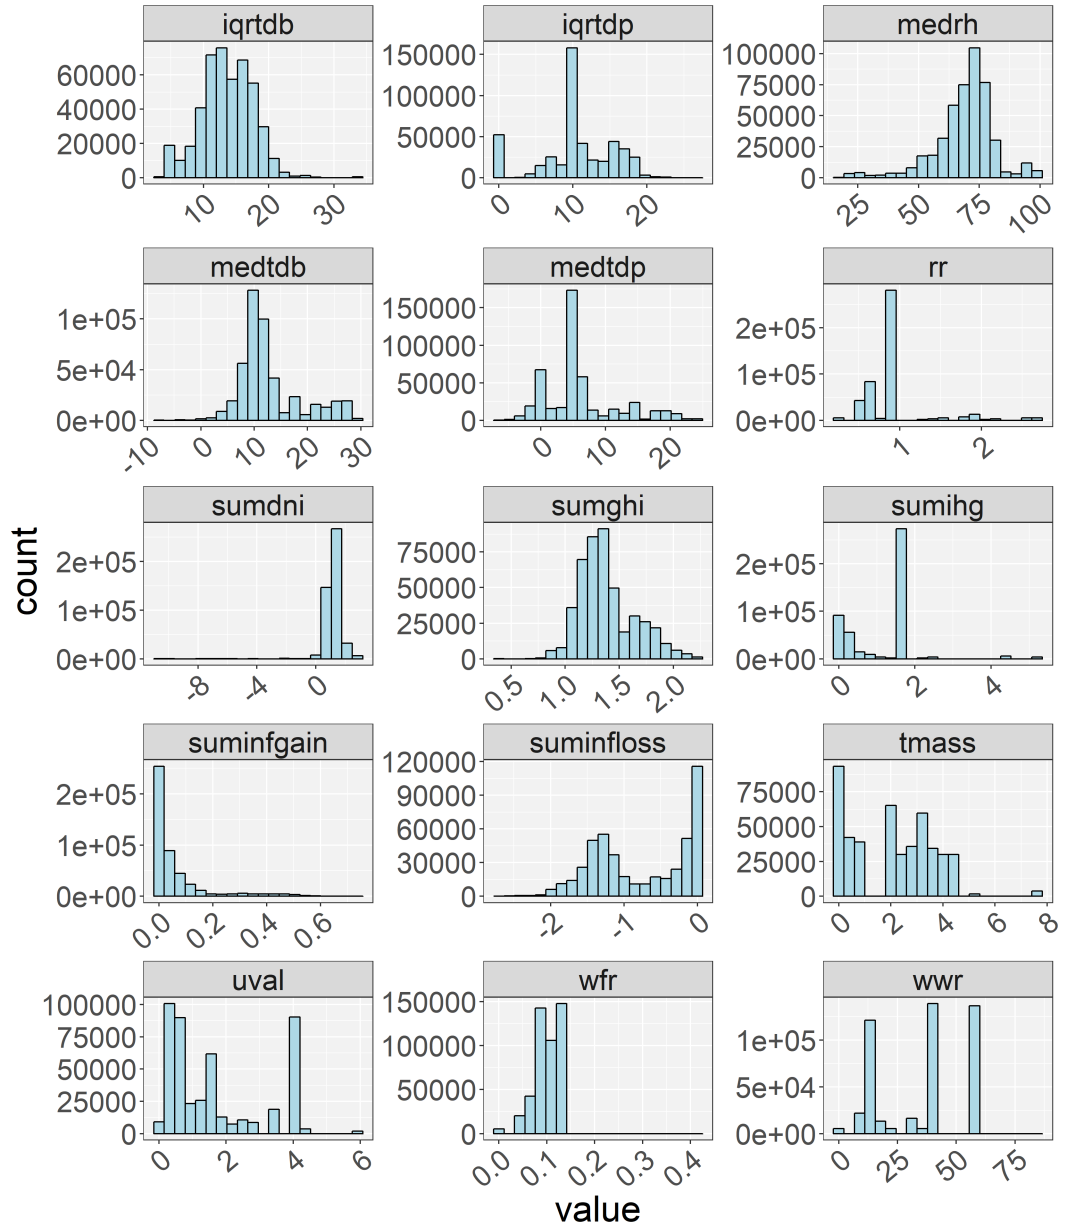 iqrtdb iqrtdp medrh
60000
40000
20000
0
10 20 30
150000
100000
50000
0
0 10 20
100000
75000
50000
25000
0
25 50 75 100
medtdb medtdp rr
1e+05
5e+04
0e+00
-10 0 10 20 30
150000
100000
50000
0
0 10 20
2e+05
1e+05
0e+00
1 2
sumdni sumghi sumihg
2e+05
1e+05
0e+00
-8 -4 0
75000
50000
25000
0
0.5 1.0 1.5 2.0
2e+05
1e+05
0e+00
0 2 4
suminfgain suminfloss tmass
2e+05
1e+05
0e+00
0.0 0.2 0.4 0.6
120000
90000
60000
30000
0
-2 -1 0
75000
50000
25000
0
0 2 4 6 8
uval wfr wwr
100000
75000
50000
25000
0
0 2 4 6
150000
100000
50000
0
0.0 0.1 0.2 0.3 0.4
1e+05
5e+04
0e+00
0 25 50 75
count
value